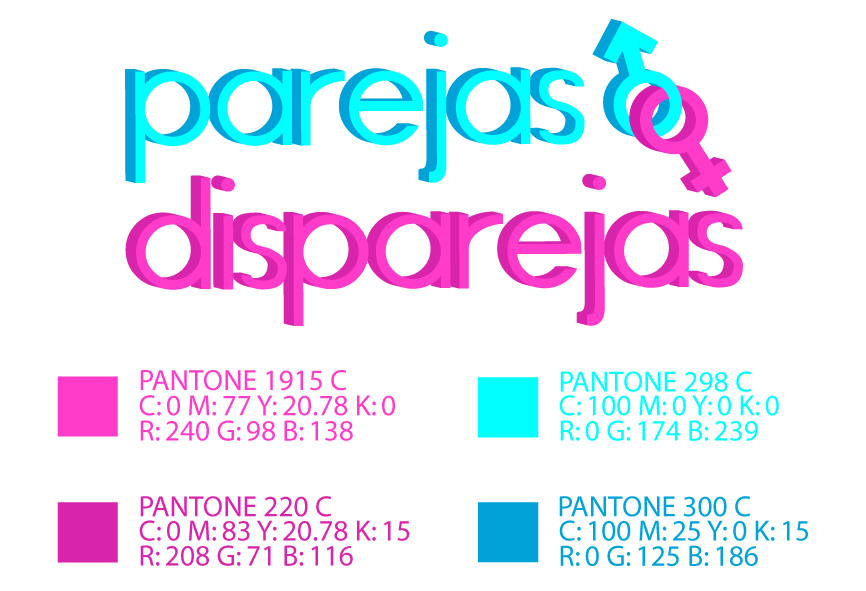 parejas
disparejas
PANTONE 1915 C
C: 0 M: 77 Y: 20.78 K: 0
R: 240 G: 98 B: 138
PANTONE 298 C
C: 100 M: 0 Y: 0 K: 0
R: 0 G: 174 B: 239
PANTONE 220 C
C: 0 M: 83 Y: 20.78 K: 15
R: 208 G: 71 B: 116
PANTONE 300 C
C: 100 M: 25 Y: 0 K: 15
R: 0 G: 125 B: 186